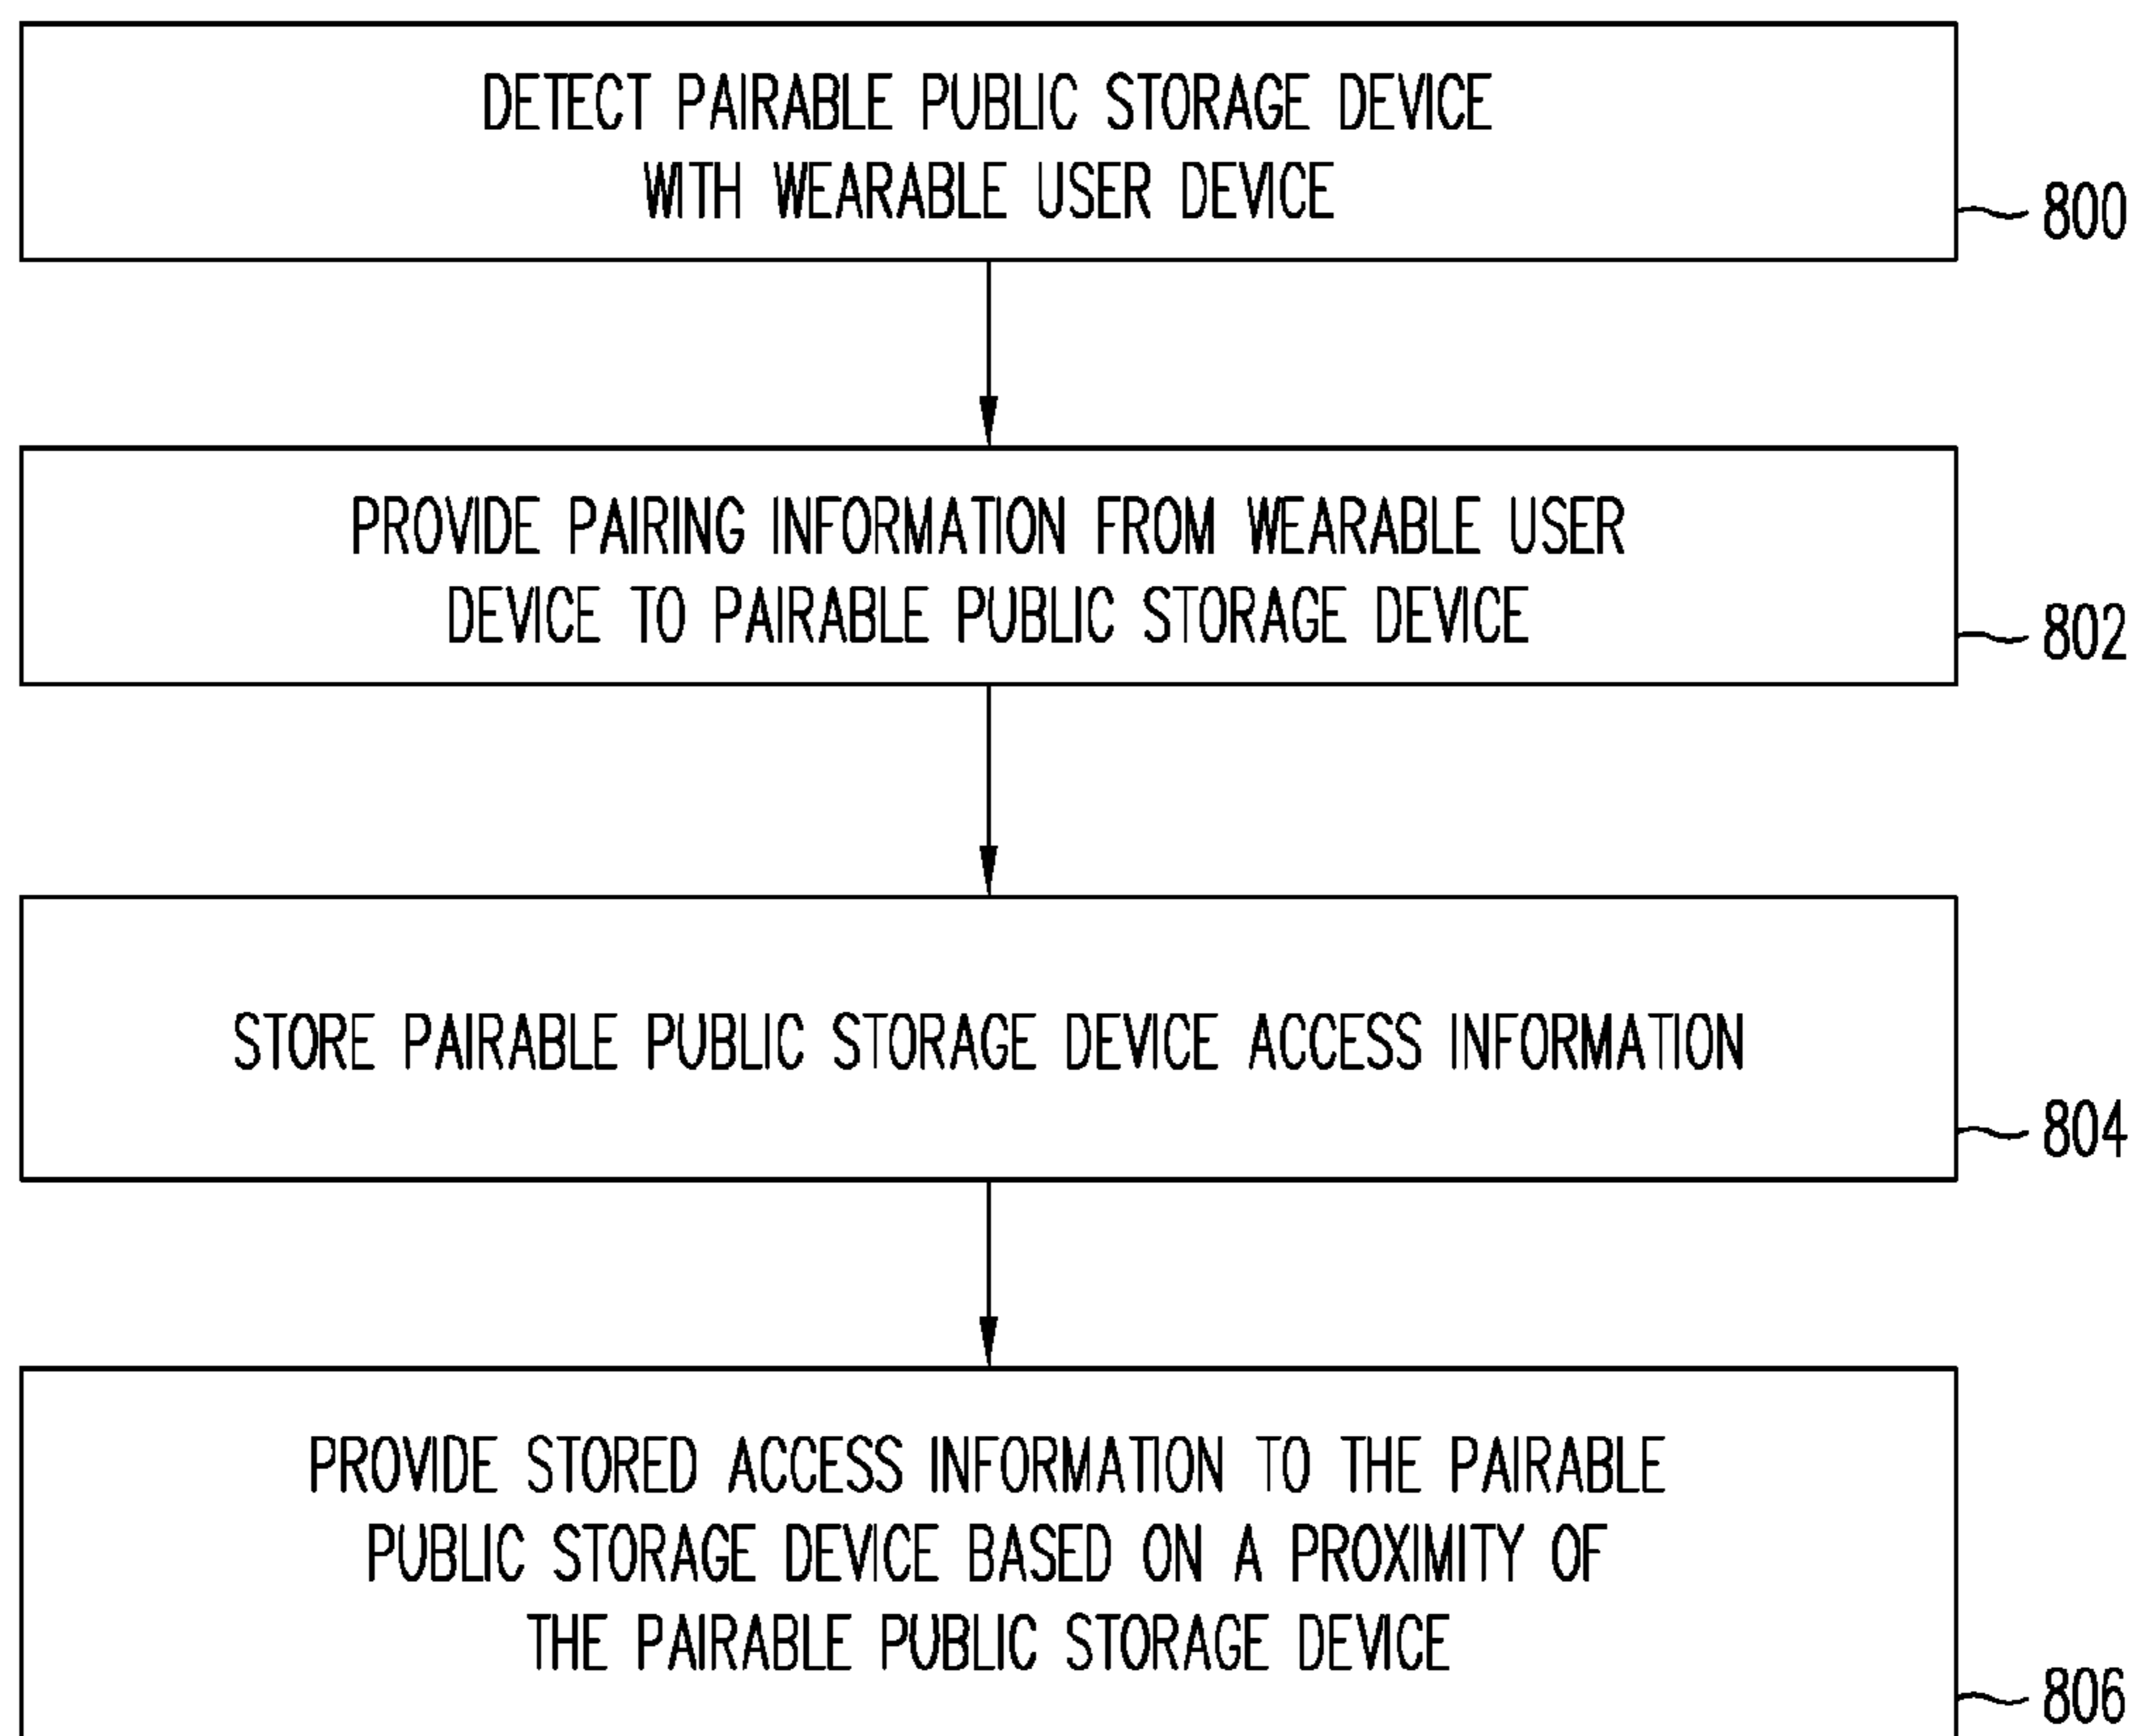 DETECT PAIRABLE PUBLIC STORAGE DEVICE
WITH WEARABLE USER DEVICE
800
PROVIDE PAIRING INFORMATION FROM WEARABLE USER
DEVICE TO PAIRABLE PUBLIC STORAGE DEVICE
802
STORE PAIRABLE PUBLIC STORAGE DEVICE ACCESS INFORMATION
804
PROVIDE STORED ACCESS INFORMATION TO THE PAIRABLE
PUBLIC STORAGE DEVICE BASED ON A PROXIMITY OF
THE PAIRABLE PUBLIC STORAGE DEVICE
806